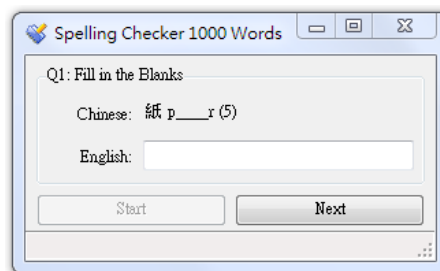 Spelling Checker 1000 Words
Q1: Fill in the Blanks
Chinese: 紙 p____r (5)
English:
Start Next